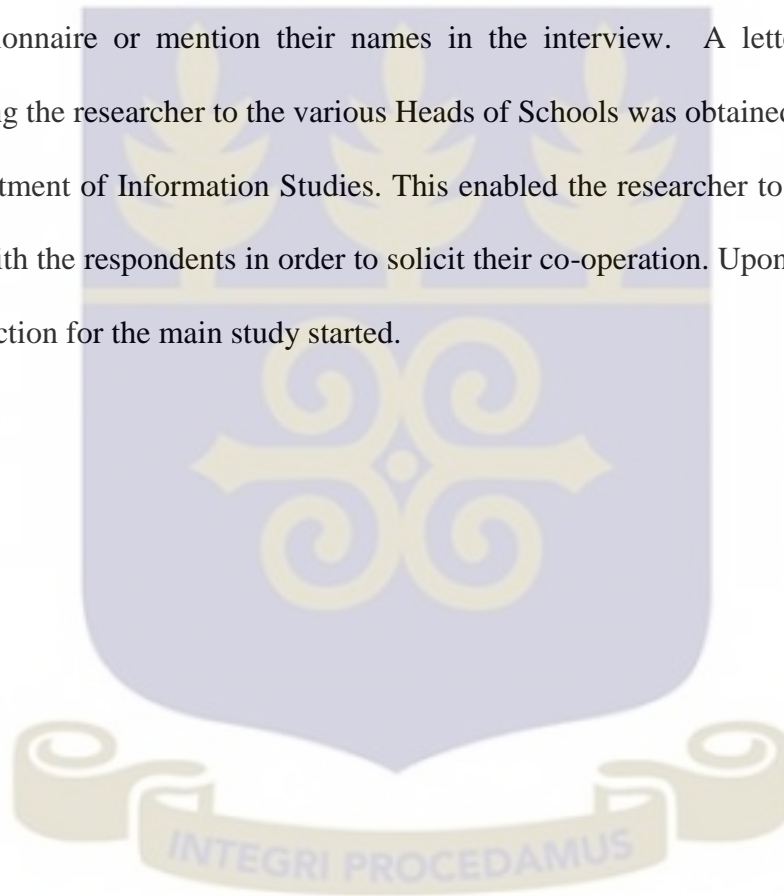 onnaire or mention their names in the interview. A lett
g the researcher to the various Heads of Schools was obtained
tment of Information Studies. This enabled the researcher to
ith the respondents in order to solicit their co-operation. Upon
ction for the main study started.
INTEGRI PROCEDAMUS